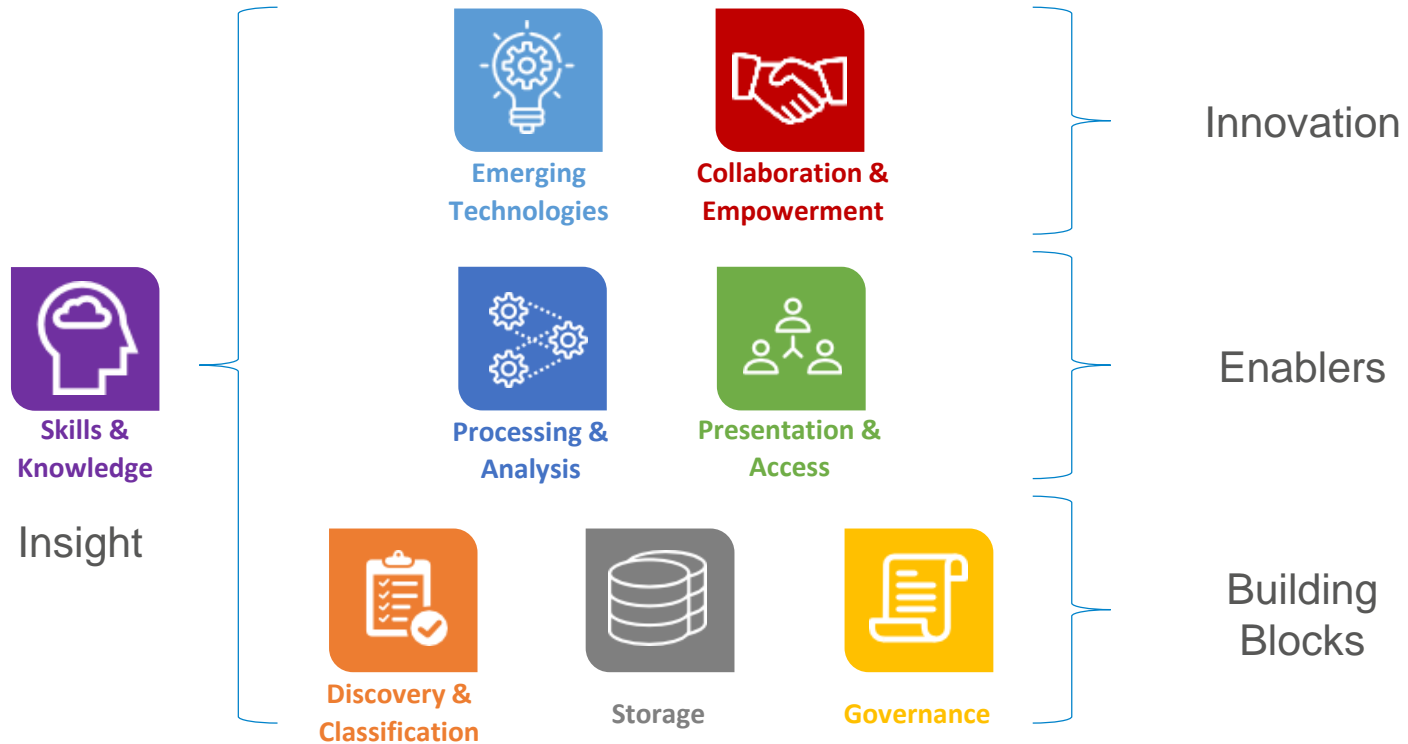 Emerging
Technologies
Collaboration &
Empowerment
Innovation
Skills &
Knowledge
Insight
Processing &
Analysis
Presentation &
Access
Enablers
Discovery &
Classification
Storage
Governance
Building
Blocks